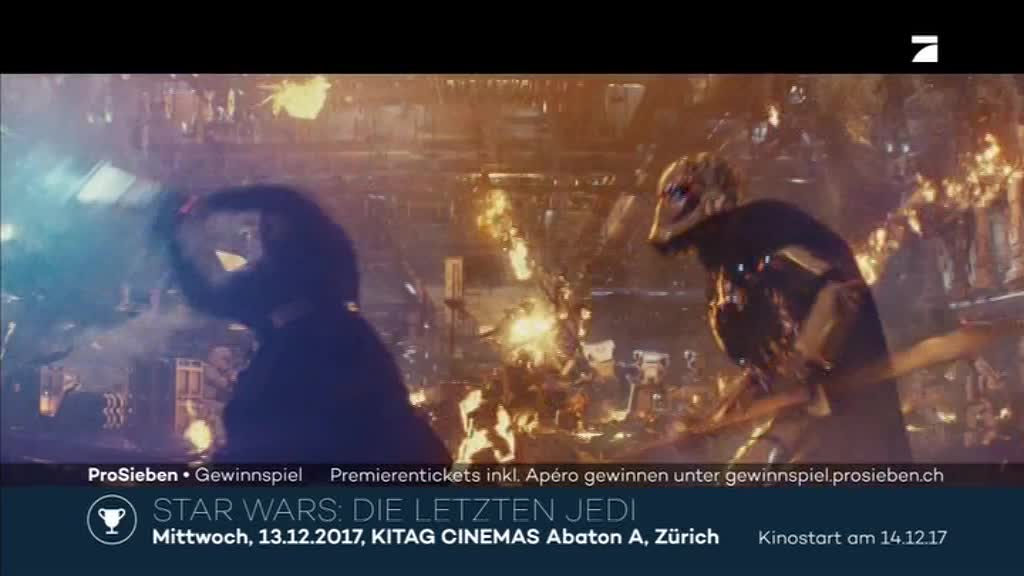 ProSieben • Gewinnspiel Premierentickets inkl. Apéro gewinnen unter gewinnspiel.prosieben.ch
STAR WARS: DIE LETZTEN JEDI
Mittwoch, 13.12.2017, KITAG CINEMAS Abaton A, Zürich Kinostart am 14.12.17